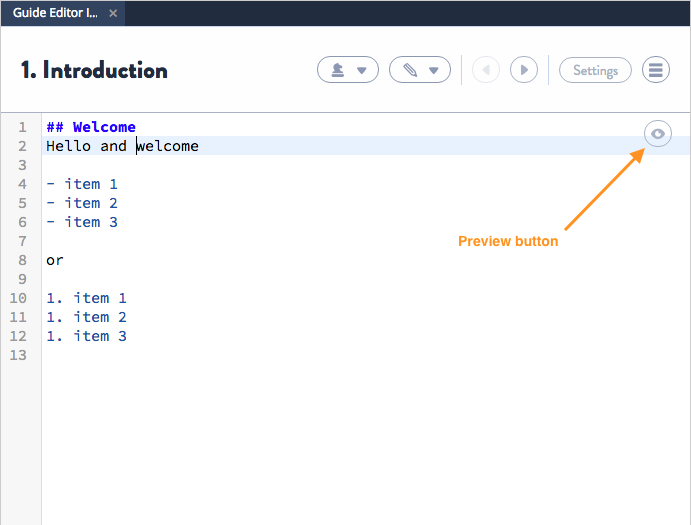 Guide Editor I... ×
1. Introduction
Settings
1 ## Welcome
2 Hello and welcome
3
4 - item 1
5 - item 2
6 - item 3
7
8 or
9
10 1. item 1
11 1. item 2
12 1. item 3
13
Preview button